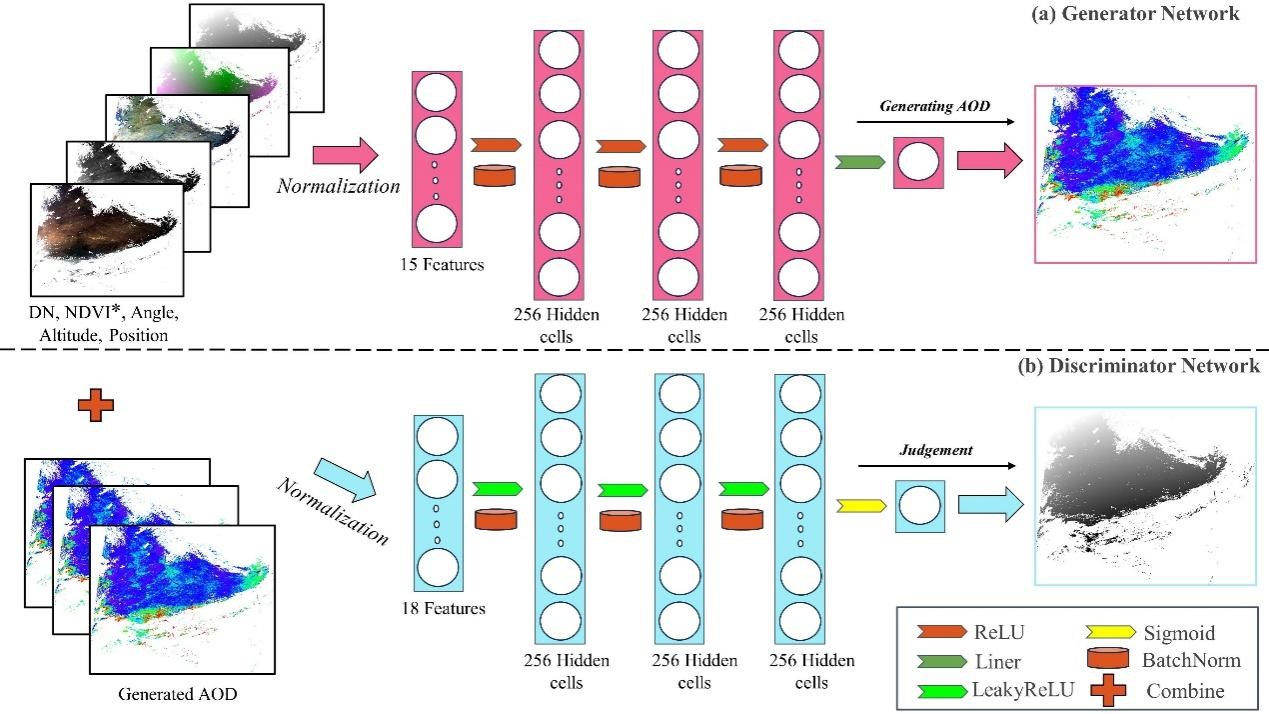 (a) Generator Network
Generating AOD
Normalization
15 Features
DN, NDVI*, Angle,
Altitude, Position
256 Hidden
cells
256 Hidden
cells
256 Hidden
cells
(b) Discriminator Network
Judgement
Normalization
18 Features
256 Hidden
cells
256 Hidden
cells
256 Hidden
cells
Generated AOD
ReLU
Sigmoid
Liner
BatchNorm
LeakyReLU
Combine